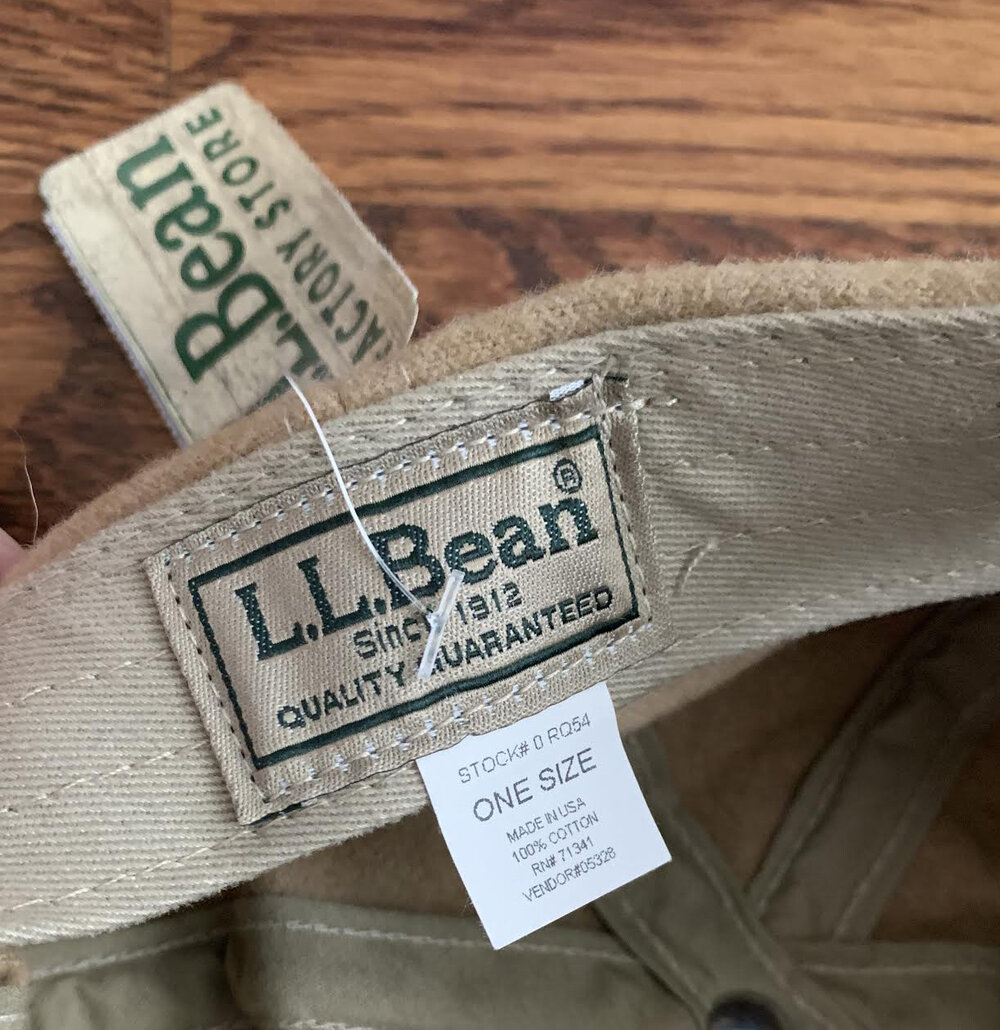 L.L.Bean
FACTORY STORE
L.L.Bean®
Since 1912
QUALITY GUARANTEED
STOCK# 0 RQ54
ONE SIZE
MADE IN USA
100% COTTON
RN# 71341
VENDOR#05328